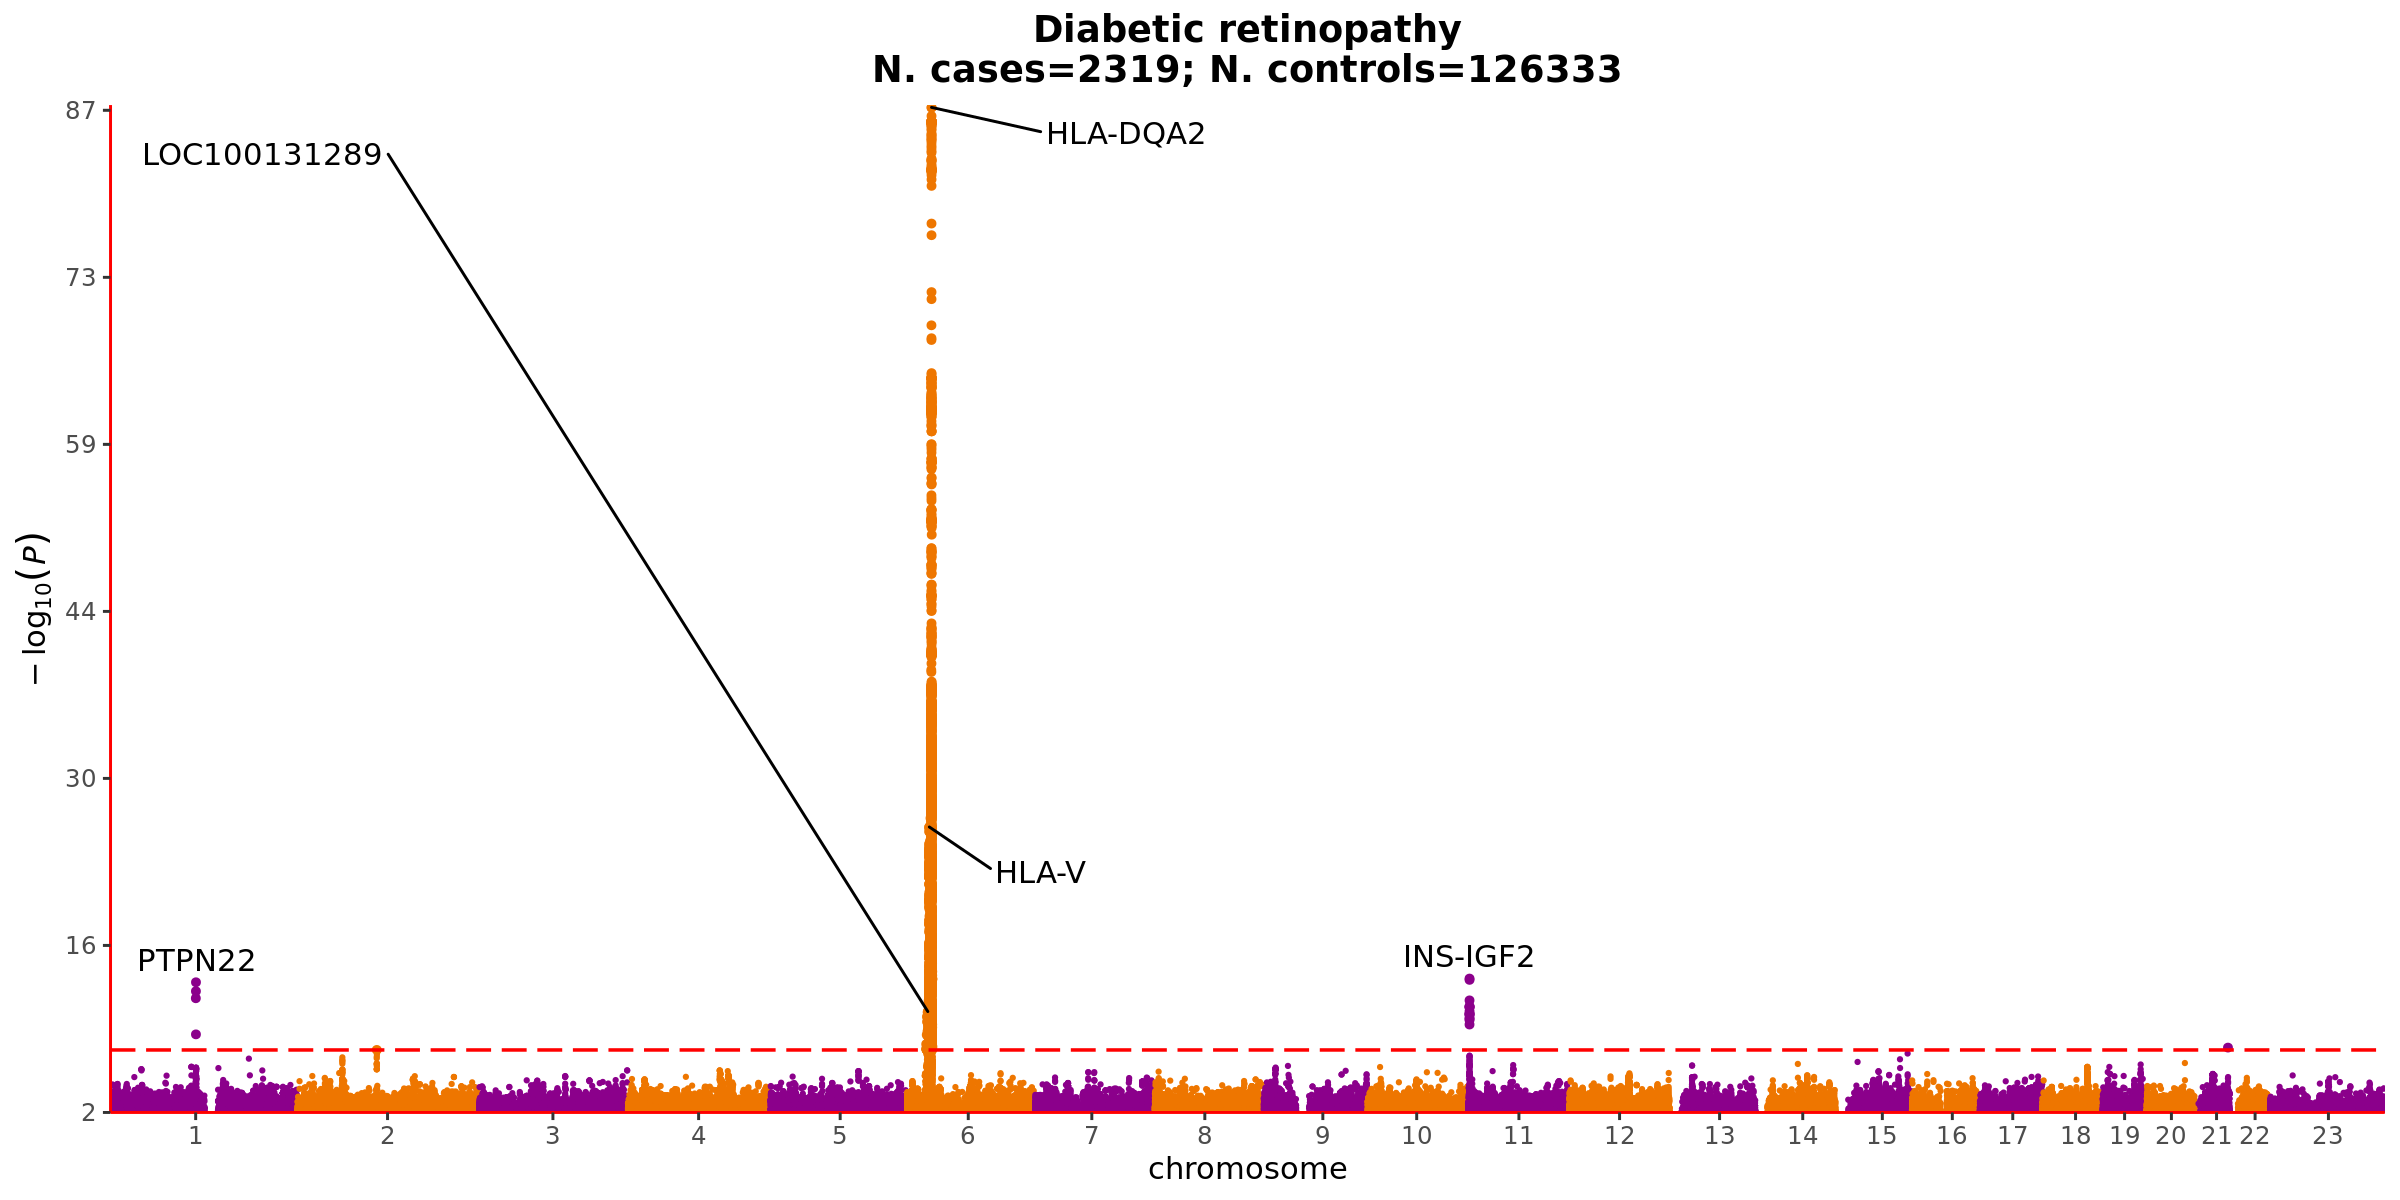 Diabetic retinopathy
N. cases=2319; N. controls=126333
87
HLA-DQA2
LOC100131289
73
59
− log10(P)
44
30
HLA-V
16
PTPN22
INS-IGF2
2
1 2 3 4 5 6 7 8 9 10 11 12 13 14 15 16 17 18 19 20 21 22 23
chromosome